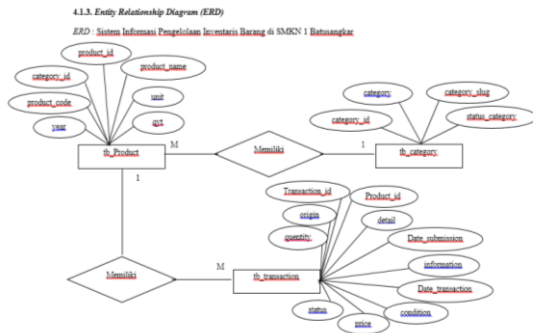 4.1.3. Entity Relationship Diagram (ERD)
ERD : Sistem Informasi Pengelolaan Inventaris Barang di SMKN 1 Batusangkar
product_id
category_id
product_name
product_code
unit
year
qyt
category
category_slug
category_id
status_category
tb_Product
M
Memiliki
1
tb_category
1
Transaction_id
Product_id
origin
detail
quentity
Date_submission
information
M
Memiliki
tb_transaction
Date_transaction
condition
status
price